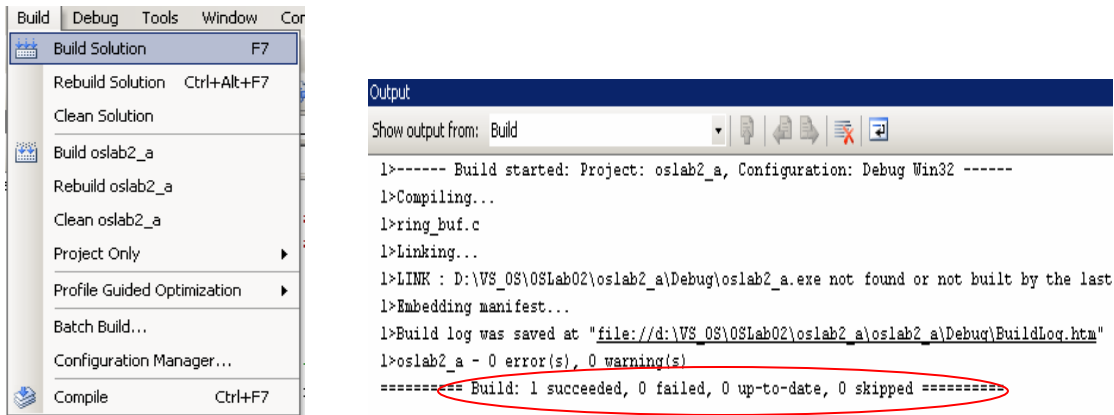 Build Debug Tools Window Cor
Build Solution F7
Rebuild Solution Ctrl+Alt+F7
Clean Solution
Build oslab2_a
Rebuild oslab2_a
Clean oslab2_a
Project Only
Profile Guided Optimization
Batch Build...
Configuration Manager...
Compile Ctrl+F7
Output
Show output from: Build
1>------ Build started: Project: oslab2_a, Configuration: Debug Win32 ------
1>Compiling...
1>ring_buf.c
1>Linking...
1>LINK : D:\VS_OS\OSLab02\oslab2_a\Debug\oslab2_a.exe not found or not built by the last
1>Embedding manifest...
1>Build log was saved at "file://d:\VS_OS\OSLab02\oslab2_a\oslab2_a\Debug\BuildLog.htm"
1>oslab2_a - 0 error(s), 0 warning(s)
========== Build: 1 succeeded, 0 failed, 0 up-to-date, 0 skipped ==========